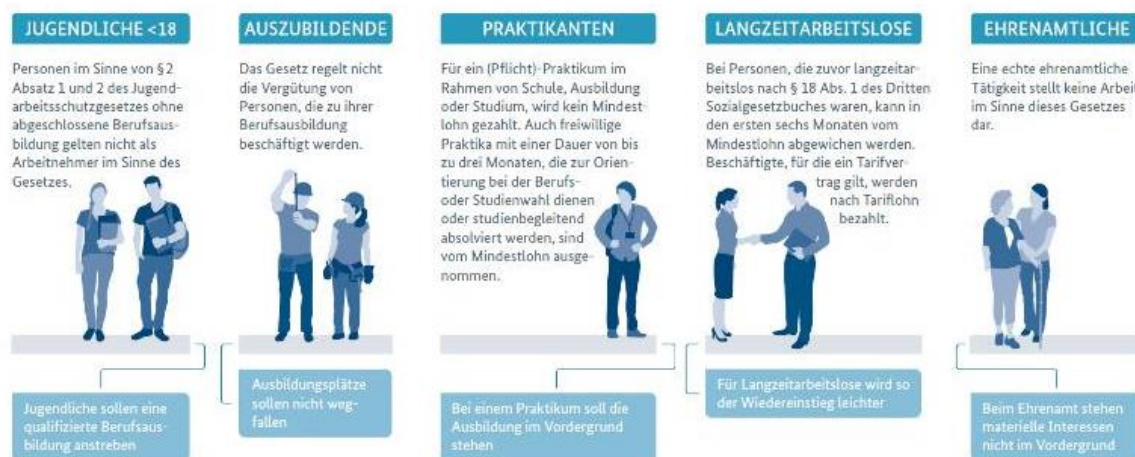 JUGENDLICHE <18
Personen im Sinne von § 2
Absatz 1 und 2 des Jugend-
arbeitsschutzgesetzes ohne
abgeschlossene Berufsaus-
bildung gelten nicht als
Arbeitnehmer im Sinne des
Gesetzes.
Jugendliche sollen eine
qualifizierte Berufsaus-
bildung anstreben
AUSZUBILDENDE
Das Gesetz regelt nicht
die Vergütung von
Personen, die zu ihrer
Berufsausbildung
beschäftigt werden.
Ausbildungsplätze
sollen nicht weg-
fallen
PRAKTIKANTEN
Für ein (Pflicht)-Praktikum im
Rahmen von Schule, Ausbildung
oder Studium, wird kein Mindest-
lohn gezahlt. Auch freiwillige
Praktika mit einer Dauer von bis
zu drei Monaten, die zur Orien-
tierung bei der Berufs-
oder Studienwahl dienen
oder studienbegleitend
absolviert werden, sind
vom Mindestlohn ausge-
nommen.
Bei einem Praktikum soll die
Ausbildung im Vordergrund
stehen
LANGZEITARBEITSLOSE
Bei Personen, die zuvor langzeitar-
beitslos nach § 18 Abs. 1 des Dritten
Sozialgesetzbuches waren, kann in
den ersten sechs Monaten vom
Mindestlohn abgewichen werden.
Beschäftigte, für die ein Tarifver-
trag gilt, werden
nach Tariflohn
bezahlt.
Für Langzeitarbeitslose wird so
der Wiedereinstieg leichter
EHRENAMTLICHE
Eine echte ehrenamtliche
Tätigkeit stellt keine Arbeit
im Sinne dieses Gesetzes
dar.
Beim Ehrenamt stehen
materielle Interessen
nicht im Vordergrund